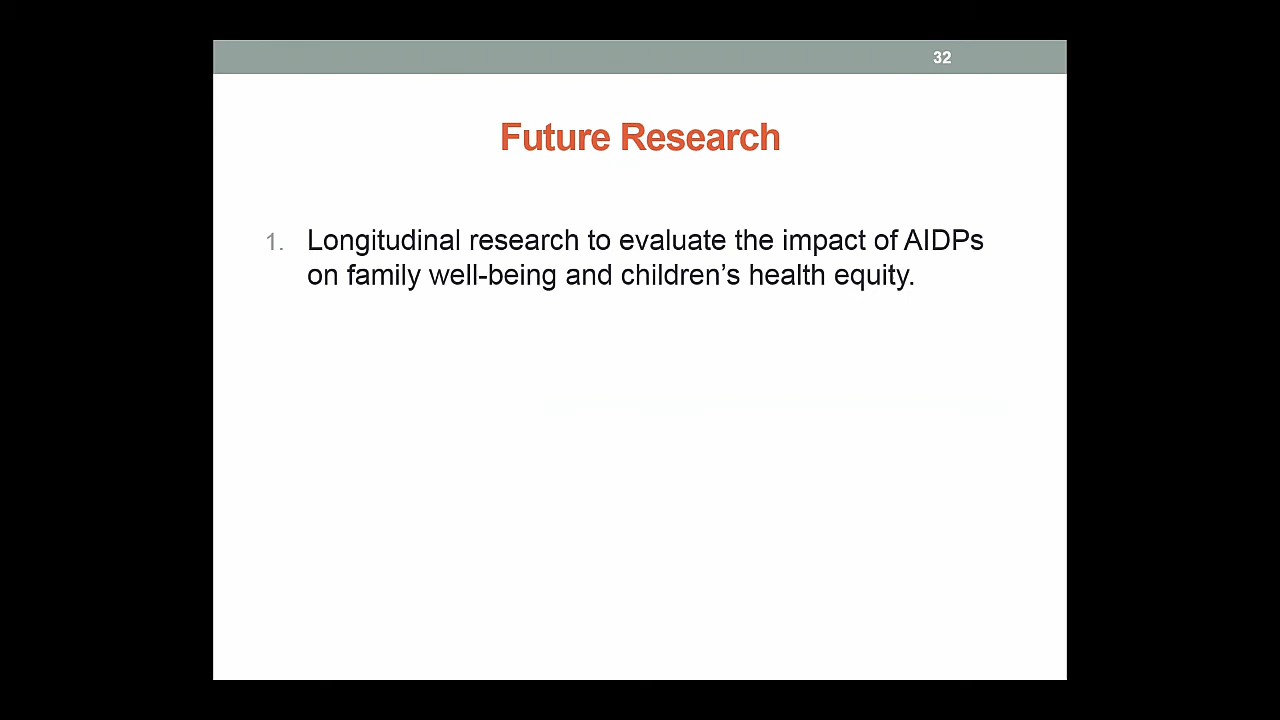 32
Future Research
1. Longitudinal research to evaluate the impact of AIDPs
on family well-being and children’s health equity.